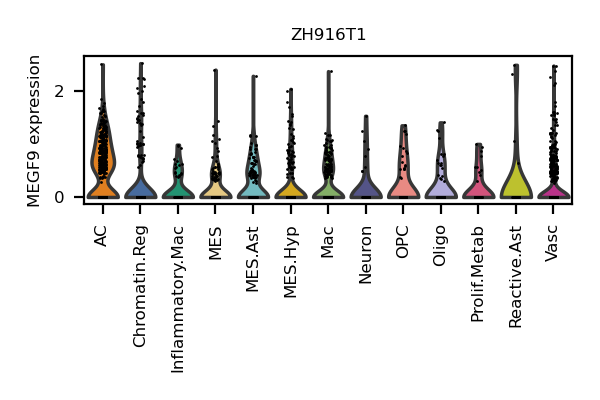 ZH916T1
MEGF9 expression
2
0
AC
Chromatin.Reg
Inflammatory.Mac
MES
MES.Ast
MES.Hyp
Mac
Neuron
OPC
Oligo
Prolif.Metab
Reactive.Ast
Vasc